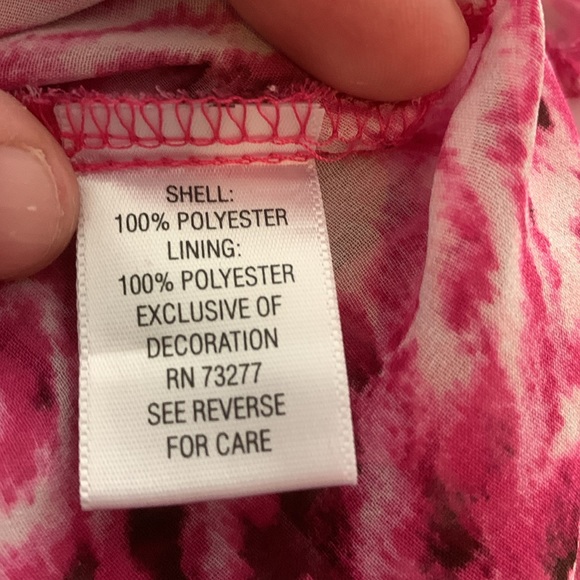 SHELL:
100% POLYESTER
LINING:
100% POLYESTER
EXCLUSIVE OF
DECORATION
RN 73277
SEE REVERSE
FOR CARE